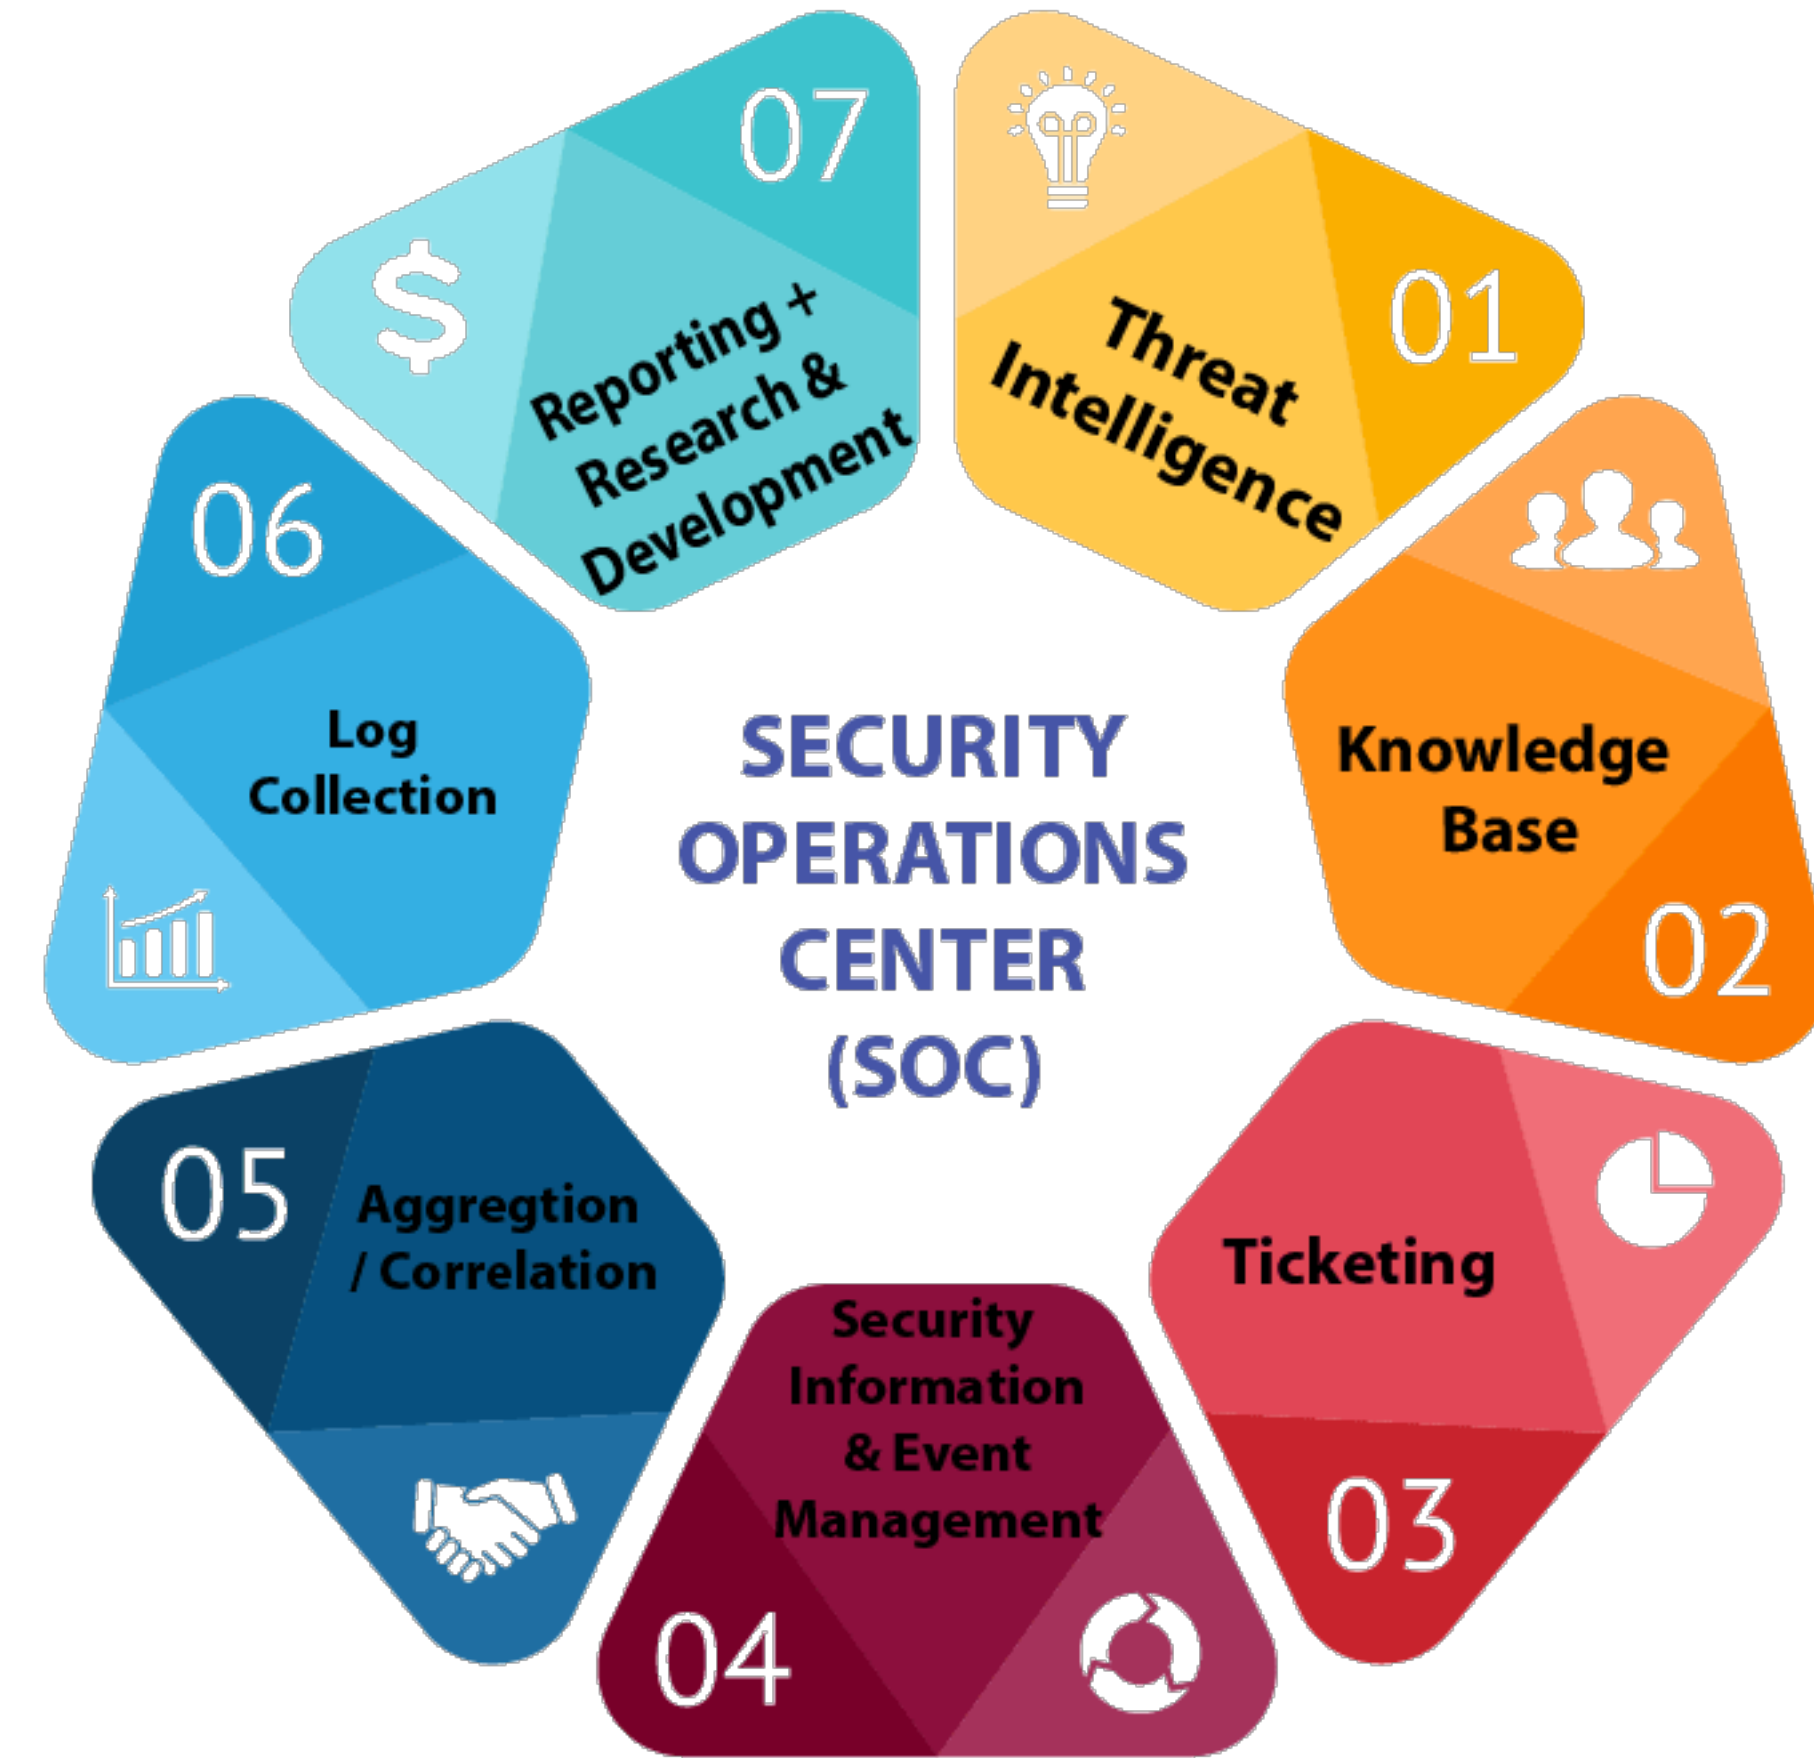 SECURITY
OPERATIONS
CENTER
(SOC)
01
Threat
Intelligence
Knowledge
Base
02
Ticketing
03
Security
Information
& Event
Management
04
05
Aggregtion
/ Correlation
06
Log
Collection
07
Reporting +
Research &
Development